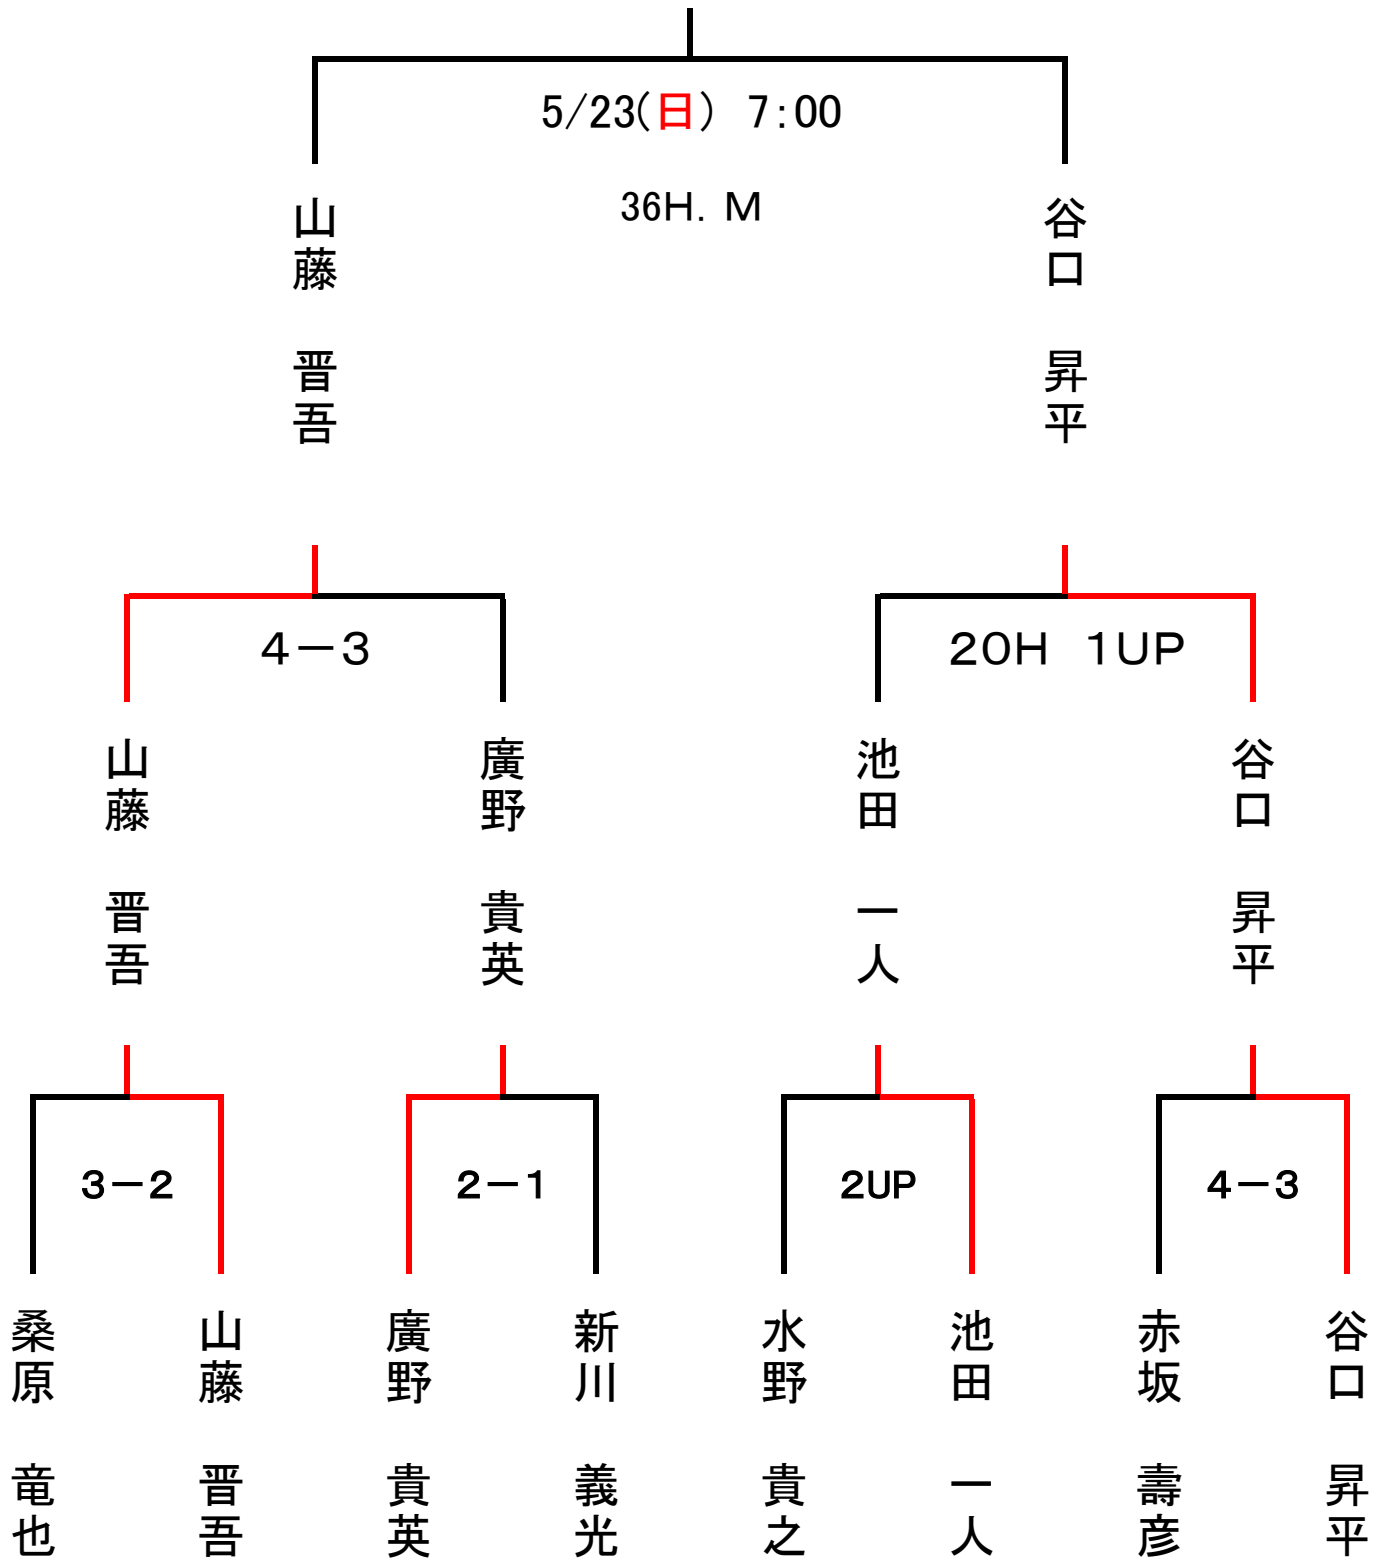 5/23(日) 7:00
36H. M
山藤 晋吾
谷口 昇平
4－3
20H 1UP
山藤 晋吾
廣野 貴英
池田 一人
谷口 昇平
3－2
2－1
2UP
4－3
桑原 竜也
山藤 晋吾
廣野 貴英
新川 義光
水野 貴之
池田 一人
赤坂 壽彦
谷口 昇平